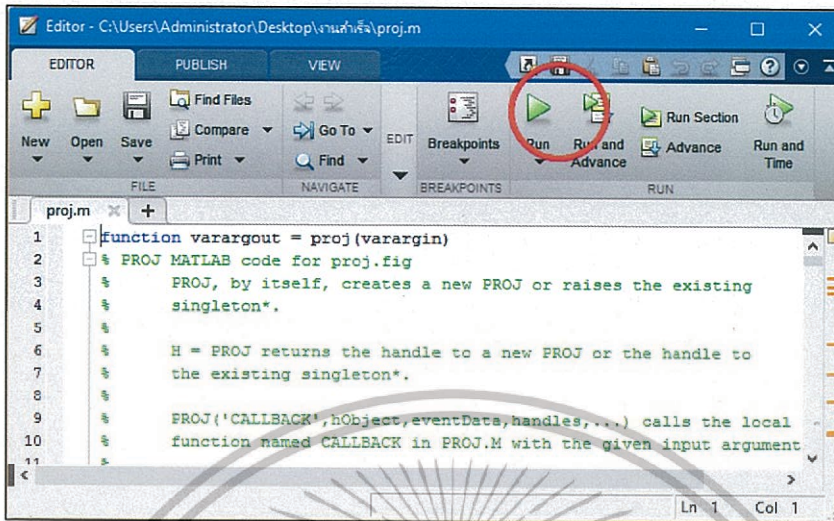 Editor - C:\Users\Administrator\Desktop\งานสำเร็จ\proj.m
EDITOR PUBLISH VIEW
New Open Save Find Files Compare Print
Go To Find
EDIT
Breakpoints
Run Run and Advance Run Section Advance Run and Time
FILE NAVIGATE BREAKPOINTS RUN
proj.m
1 function varargout = proj(varargin)
2 % PROJ MATLAB code for proj.fig
3 % PROJ, by itself, creates a new PROJ or raises the existing
4 % singleton*.
5 %
6 % H = PROJ returns the handle to a new PROJ or the handle to
7 % the existing singleton*.
8 %
9 % PROJ('CALLBACK',hObject,eventData,handles,...) calls the local
10 % function named CALLBACK in PROJ.M with the given input argument
11 %
Ln 1 Col 1